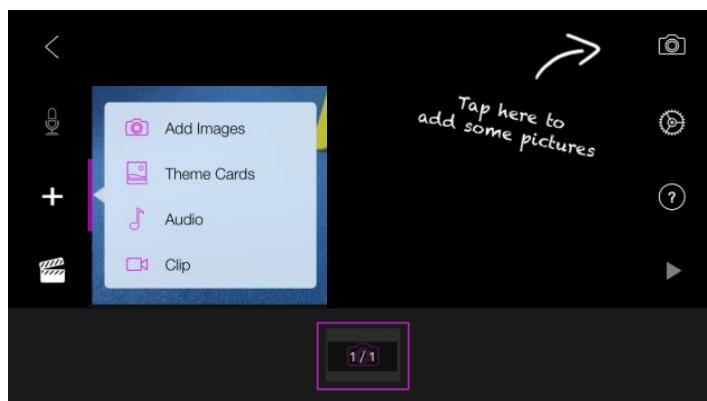 Tap here to
add some pictures
Add Images
Theme Cards
Audio
Clip
?
1/1